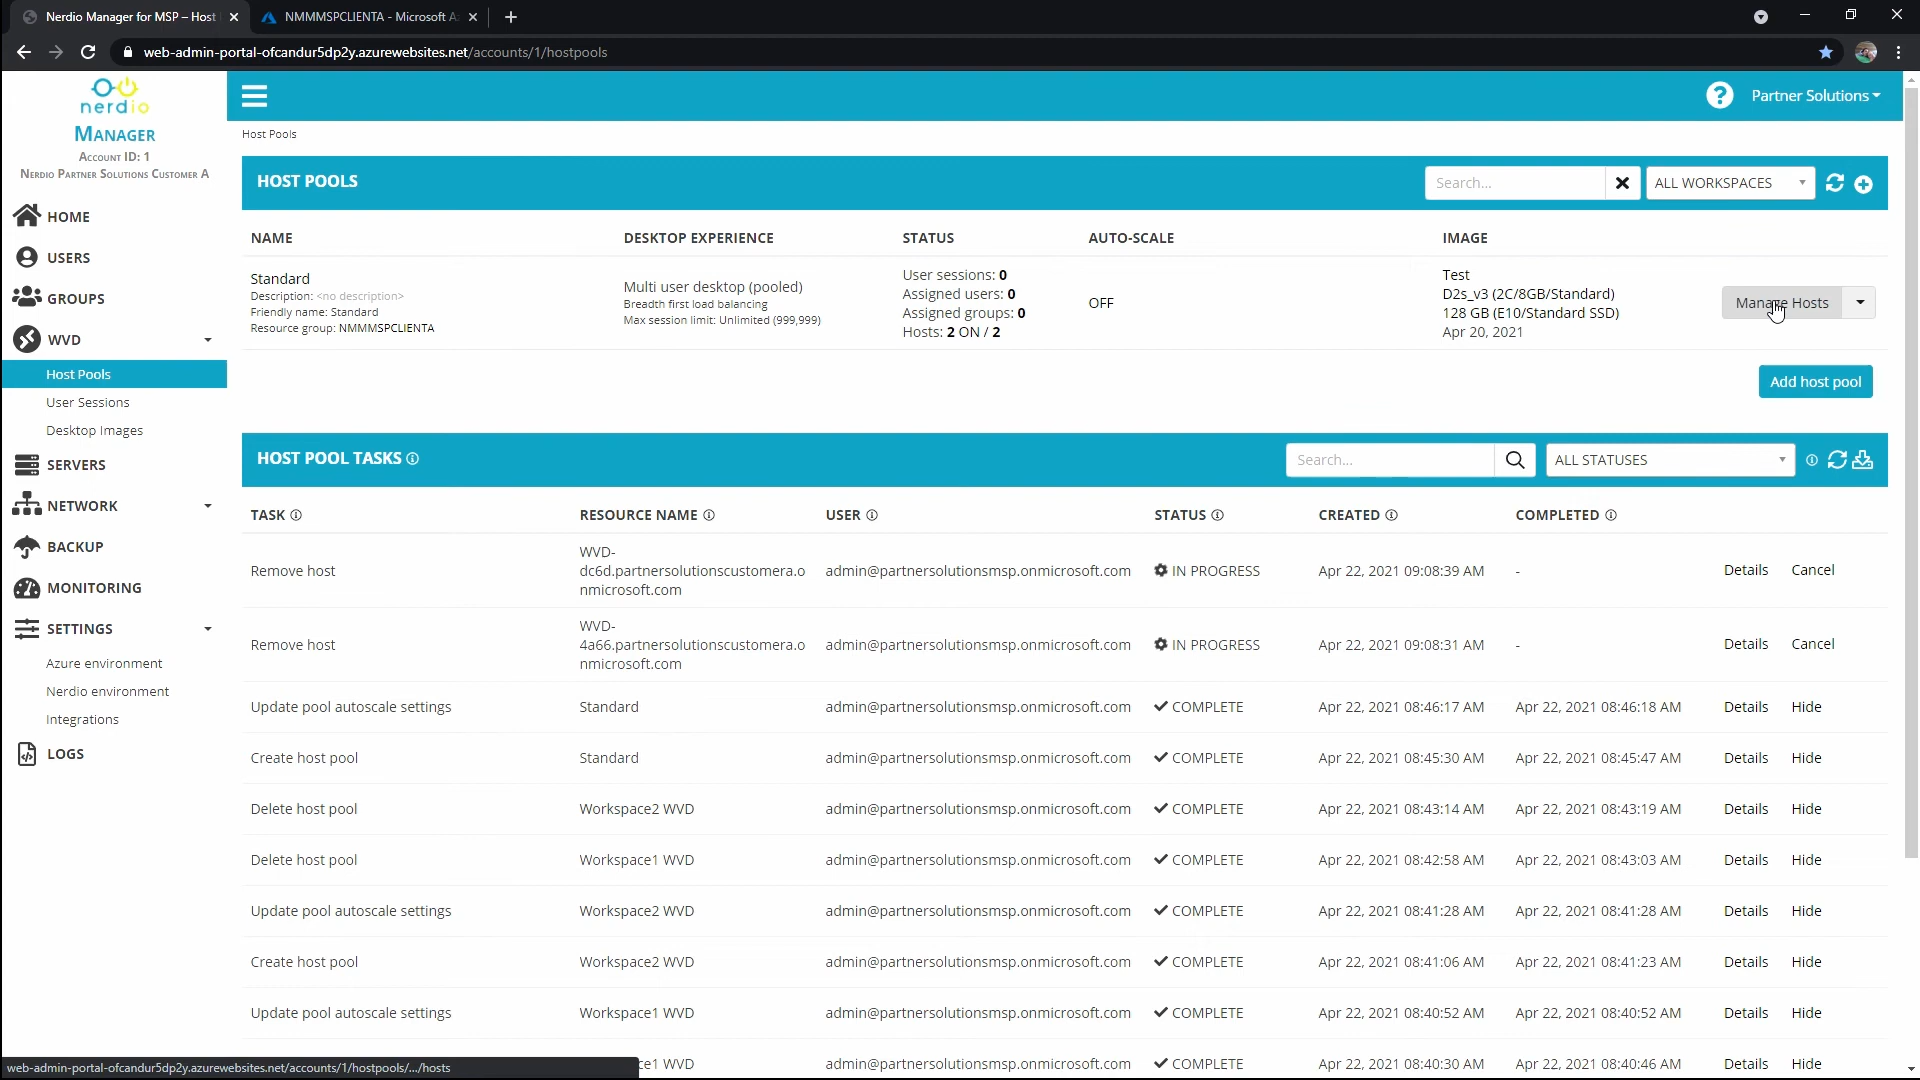 Nerdio Manager for MSP – Host
NMMMSPCLIENTA - Microsoft A
web-admin-portal-ofcandur5dp2y.azurewebsites.net/accounts/1/hostpools
nerdio
MANAGER
ACCOUNT ID: 1
NERDIO PARTNER SOLUTIONS CUSTOMER A
Partner Solutions
HOME
USERS
GROUPS
WVD
Host Pools
User Sessions
Desktop Images
SERVERS
NETWORK
BACKUP
MONITORING
SETTINGS
Azure environment
Nerdio environment
Integrations
LOGS
Host Pools
HOST POOLS
Search...
ALL WORKSPACES
NAME DESKTOP EXPERIENCE STATUS AUTO-SCALE IMAGE
Standard
Description: <no description>
Friendly name: Standard
Resource group: NMMMSPCLIENTA
Multi user desktop (pooled)
Breadth first load balancing
Max session limit: Unlimited (999,999)
User sessions: 0
Assigned users: 0
Assigned groups: 0
Hosts: 2 ON / 2
OFF
Test
D2s_v3 (2C/8GB/Standard)
128 GB (E10/Standard SSD)
Apr 20, 2021
Manage Hosts
Add host pool
HOST POOL TASKS
Search...
ALL STATUSES
TASK RESOURCE NAME USER STATUS CREATED COMPLETED
Remove host WVD-
dc6d.partnersolutionscustomera.o
nmicrosoft.com admin@partnersolutionsmsp.onmicrosoft.com IN PROGRESS Apr 22, 2021 09:08:39 AM - Details Cancel
Remove host WVD-
4a66.partnersolutionscustomera.o
nmicrosoft.com admin@partnersolutionsmsp.onmicrosoft.com IN PROGRESS Apr 22, 2021 09:08:31 AM - Details Cancel
Update pool autoscale settings Standard admin@partnersolutionsmsp.onmicrosoft.com COMPLETE Apr 22, 2021 08:46:17 AM Apr 22, 2021 08:46:18 AM Details Hide
Create host pool Standard admin@partnersolutionsmsp.onmicrosoft.com COMPLETE Apr 22, 2021 08:45:30 AM Apr 22, 2021 08:45:47 AM Details Hide
Delete host pool Workspace2 WVD admin@partnersolutionsmsp.onmicrosoft.com COMPLETE Apr 22, 2021 08:43:14 AM Apr 22, 2021 08:43:19 AM Details Hide
Delete host pool Workspace1 WVD admin@partnersolutionsmsp.onmicrosoft.com COMPLETE Apr 22, 2021 08:42:58 AM Apr 22, 2021 08:43:03 AM Details Hide
Update pool autoscale settings Workspace2 WVD admin@partnersolutionsmsp.onmicrosoft.com COMPLETE Apr 22, 2021 08:41:28 AM Apr 22, 2021 08:41:28 AM Details Hide
Create host pool Workspace2 WVD admin@partnersolutionsmsp.onmicrosoft.com COMPLETE Apr 22, 2021 08:41:06 AM Apr 22, 2021 08:41:23 AM Details Hide
Update pool autoscale settings Workspace1 WVD admin@partnersolutionsmsp.onmicrosoft.com COMPLETE Apr 22, 2021 08:40:52 AM Apr 22, 2021 08:40:52 AM Details Hide
ce1 WVD admin@partnersolutionsmsp.onmicrosoft.com COMPLETE Apr 22, 2021 08:40:30 AM Apr 22, 2021 08:40:46 AM Details Hide
web-admin-portal-ofcandur5dp2y.azurewebsites.net/accounts/1/hostpools/.../hosts